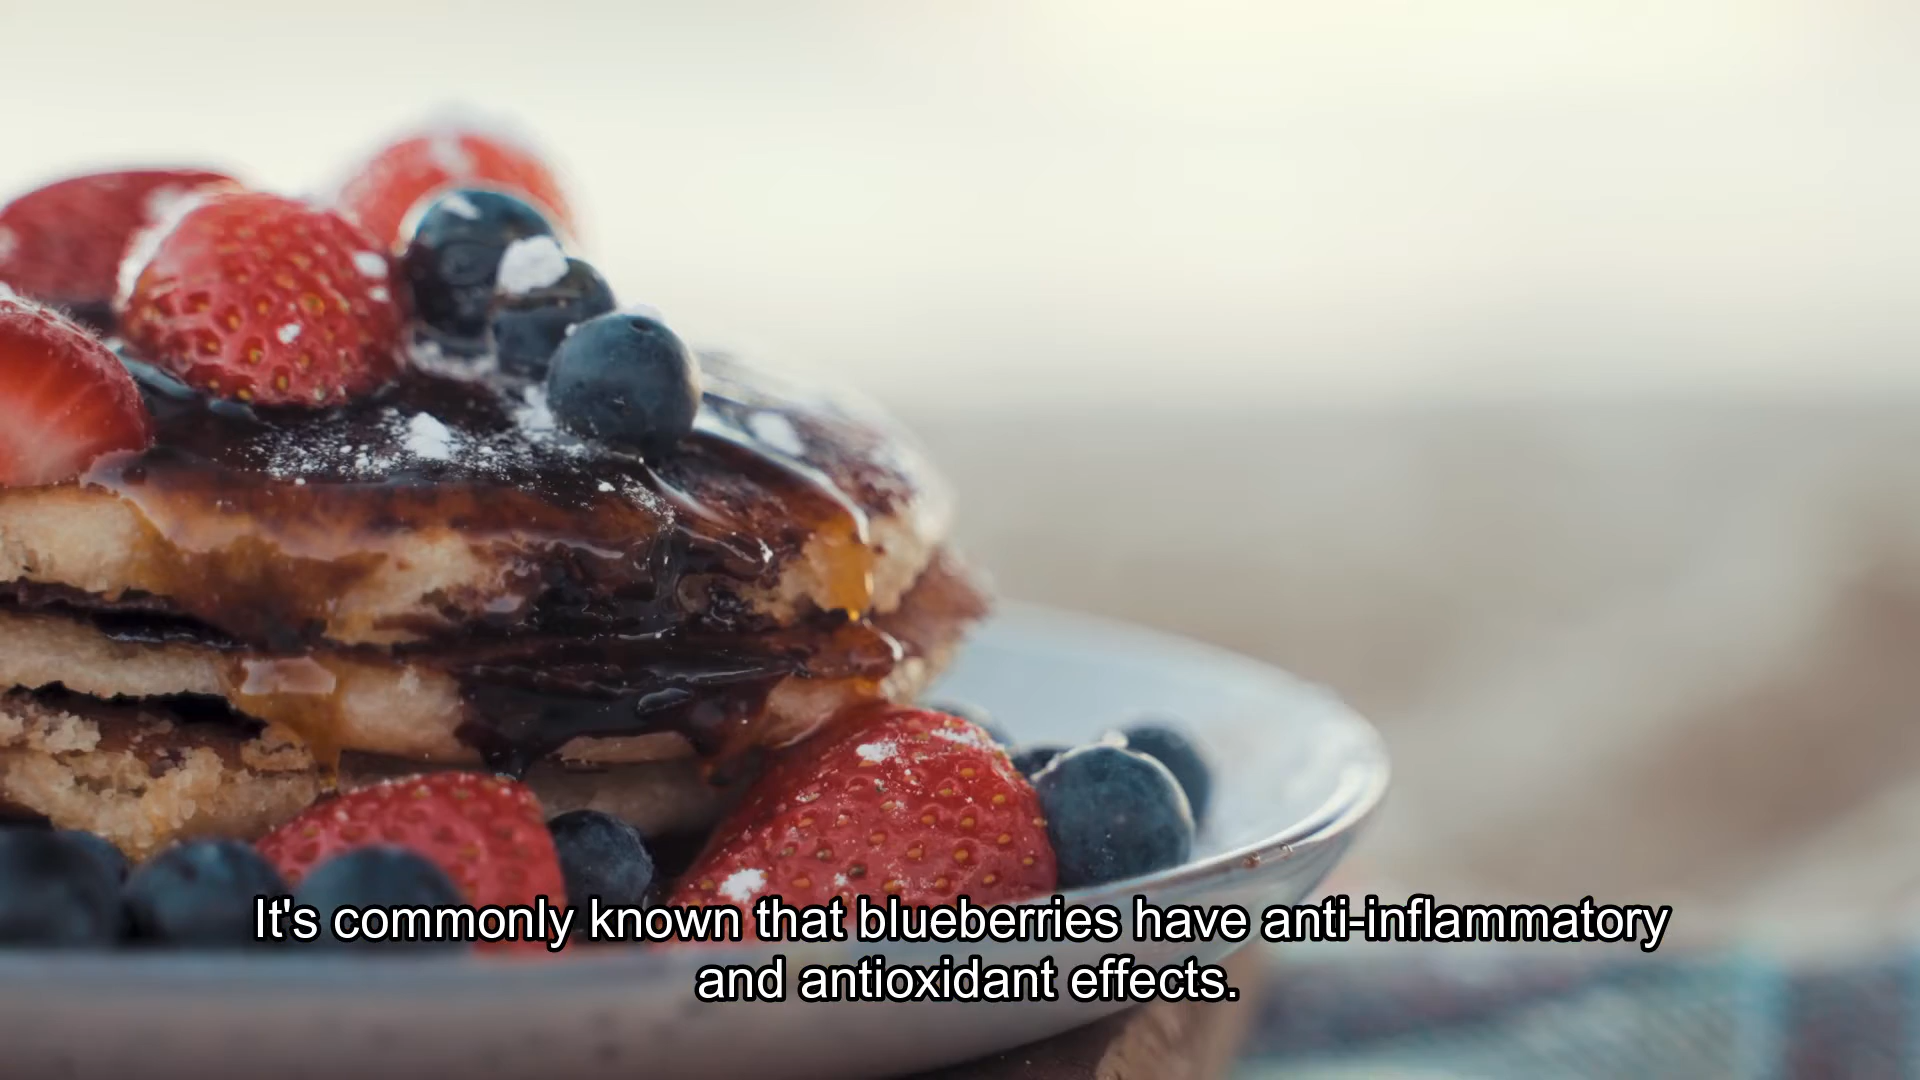 It's commonly known that blueberries have anti-inflammatory
and antioxidant effects.